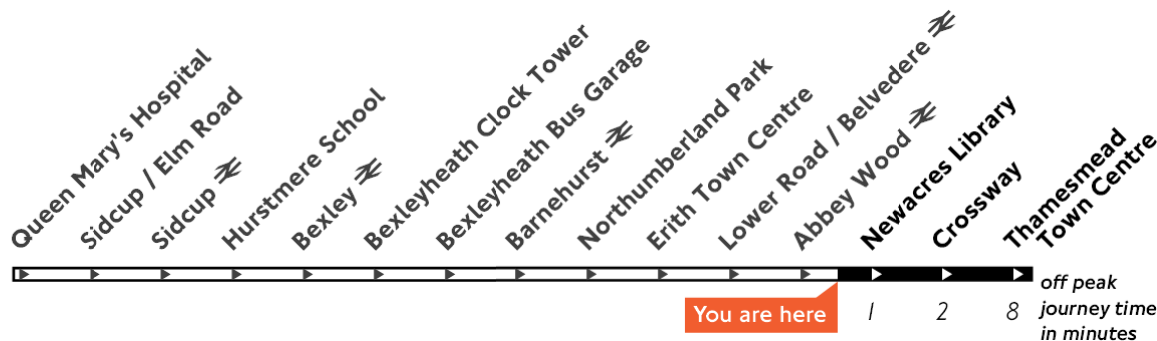 Queen Mary's Hospital
Sidcup / Elm Road
Sidcup
Hurstmere School
Bexley
Bexleyheath Clock Tower
Bexleyheath Bus Garage
Barnehurst
Northumberland Park
Erith Town Centre
Lower Road / Belvedere
Abbey Wood
Newacres Library
Crossway
Thamesmead
Town Centre
You are here
1 2 8
off peak
journey time
in minutes